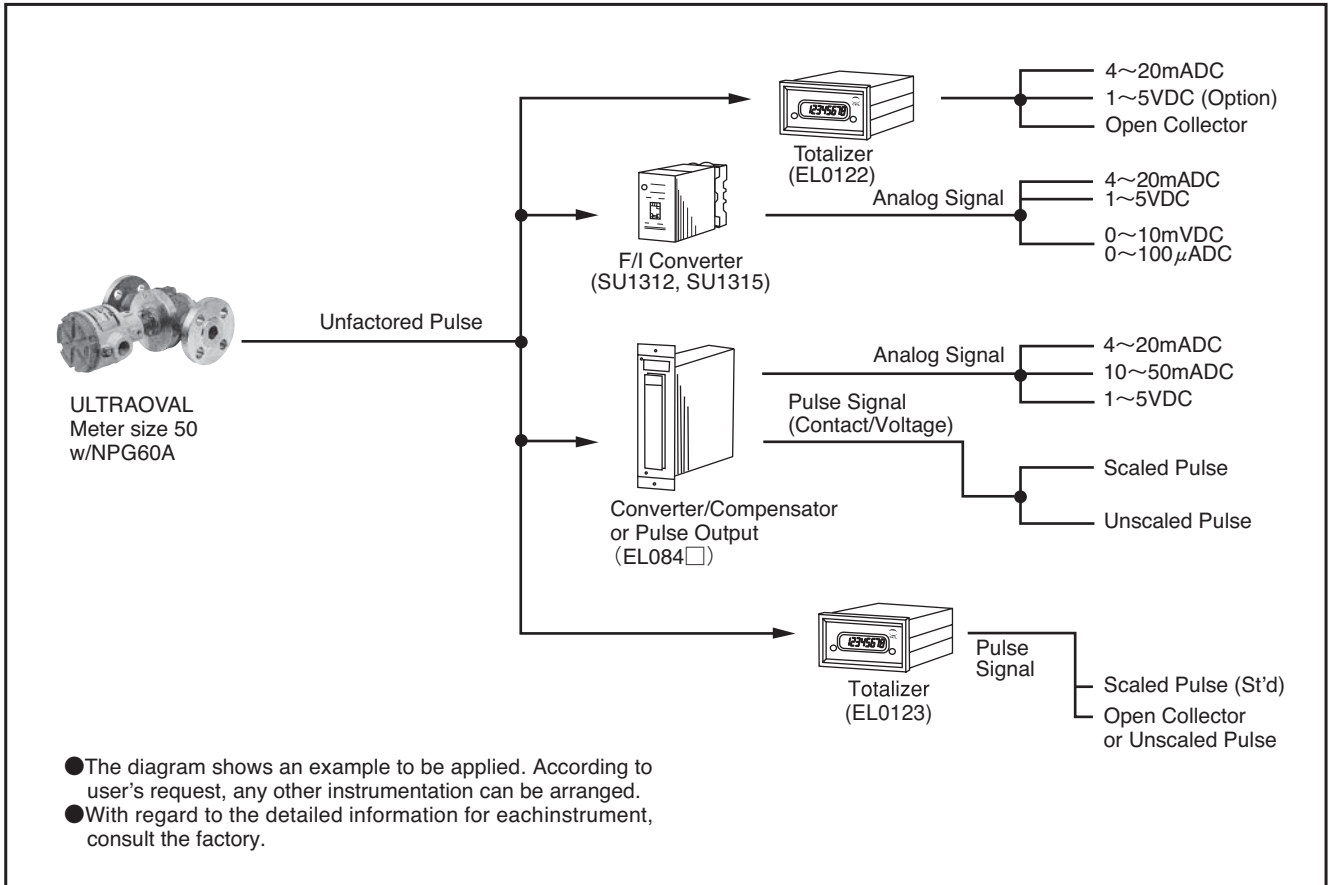 4～20mADC
1～5VDC (Option)
Open Collector
12345678
Totalizer
(EL0122)
4～20mADC
1～5VDC
Analog Signal
0～10mVDC
0～100μADC
F/I Converter
(SU1312, SU1315)
Unfactored Pulse
4～20mADC
Analog Signal
10～50mADC
1～5VDC
Pulse Signal
(Contact/Voltage)
ULTRAOVAL
Meter size 50
w/NPG60A
Scaled Pulse
Unscaled Pulse
Converter/Compensator
or Pulse Output
（EL084□）
12345678
Pulse
Signal
Totalizer
(EL0123)
Scaled Pulse (St'd)
Open Collector
or Unscaled Pulse
●The diagram shows an example to be applied. According to
user's request, any other instrumentation can be arranged.
●With regard to the detailed information for eachinstrument,
consult the factory.